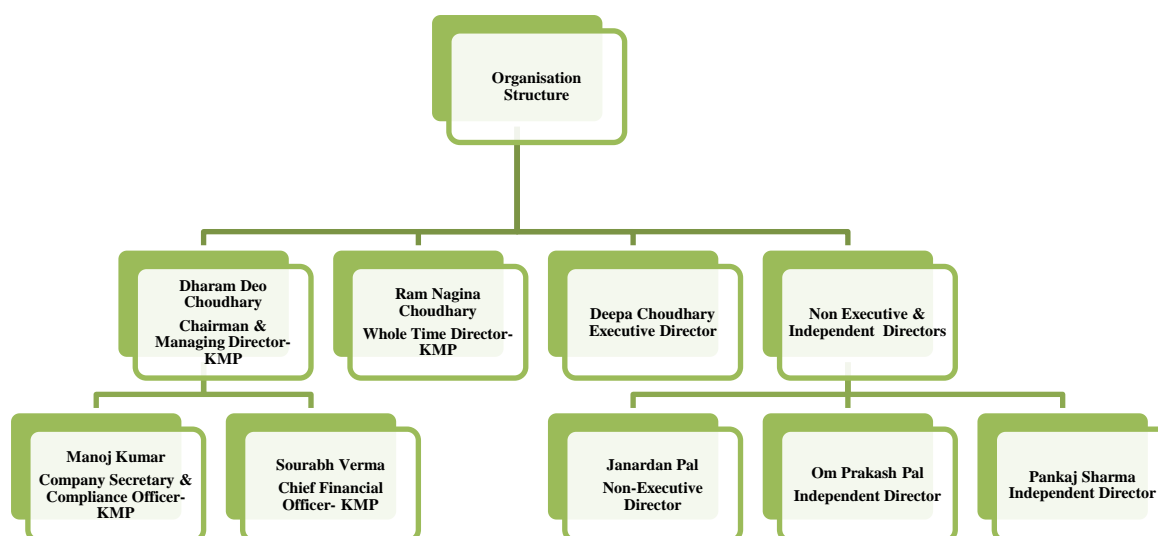 Organisation
Structure
Dharam Deo
Choudhary
Chairman &
Managing Director-
KMP
Ram Nagina
Choudhary
Whole Time Director-
KMP
Deepa Choudhary
Executive Director
Non Executive &
Independent Directors
Manoj Kumar
Company Secretary &
Compliance Officer-
KMP
Sourabh Verma
Chief Financial
Officer- KMP
Janardan Pal
Non-Executive
Director
Om Prakash Pal
Independent Director
Pankaj Sharma
Independent Director